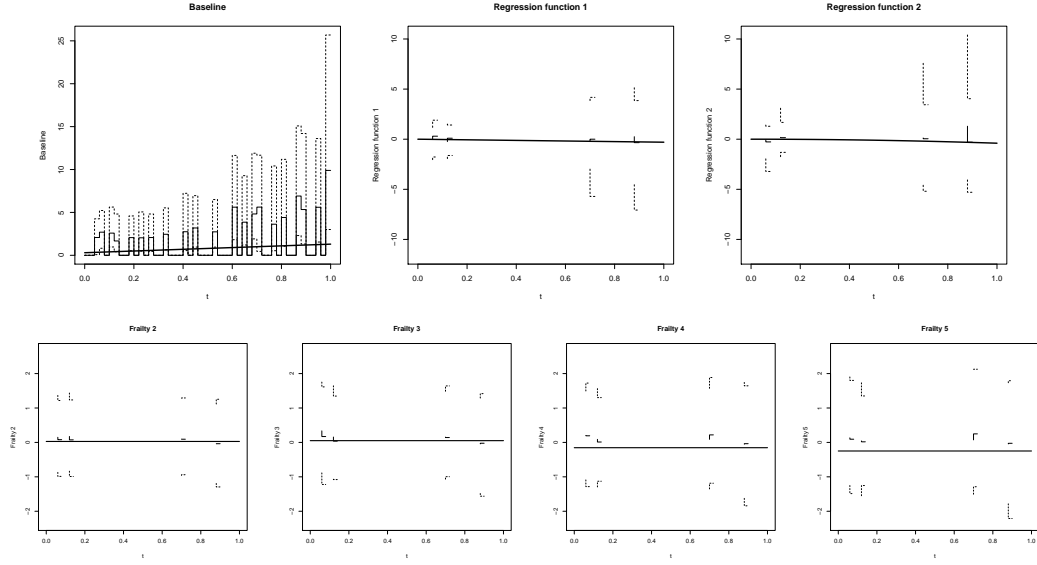 Baseline
Regression function 1
Regression function 2
Baseline
0
5
10
15
20
25
0.0 0.2 0.4 0.6 0.8 1.0
t
Regression function 1
−10
−5
0
5
10
0.0 0.2 0.4 0.6 0.8 1.0
t
Regression function 2
−10
−5
0
5
10
0.0 0.2 0.4 0.6 0.8 1.0
t
Frailty 2
Frailty 3
Frailty 4
Frailty 5
Frailty 2
−2
−1
0
1
2
0.0 0.2 0.4 0.6 0.8 1.0
t
Frailty 3
−2
−1
0
1
2
0.0 0.2 0.4 0.6 0.8 1.0
t
Frailty 4
−2
−1
0
1
2
0.0 0.2 0.4 0.6 0.8 1.0
t
Frailty 5
−2
−1
0
1
2
0.0 0.2 0.4 0.6 0.8 1.0
t